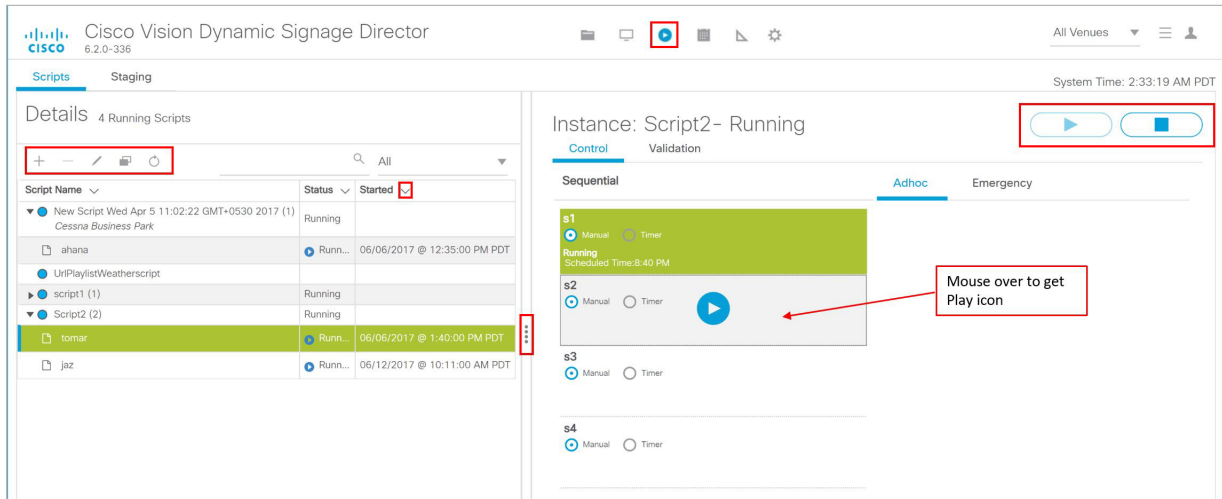 CISCO
Cisco Vision Dynamic Signage Director
6.2.0-336
All Venues
Scripts
Staging
System Time: 2:33:19 AM PDT
Details 4 Running Scripts
All
Script Name
Status
Started
New Script Wed Apr 5 11:02:22 GMT+0530 2017 (1)
Cessna Business Park
Running
ahana
Runn...
06/06/2017 @ 12:35:00 PM PDT
UrlPlaylistWeatherscript
script1 (1)
Running
Script2 (2)
Running
tomar
Runn...
06/06/2017 @ 1:40:00 PM PDT
jaz
Runn...
06/12/2017 @ 10:11:00 AM PDT
Instance: Script2- Running
Control
Validation
Sequential
Adhoc
Emergency
s1
Manual
Timer
Running
Scheduled Time:8:40 PM
s2
Manual
Timer
Mouse over to get
Play icon
s3
Manual
Timer
s4
Manual
Timer